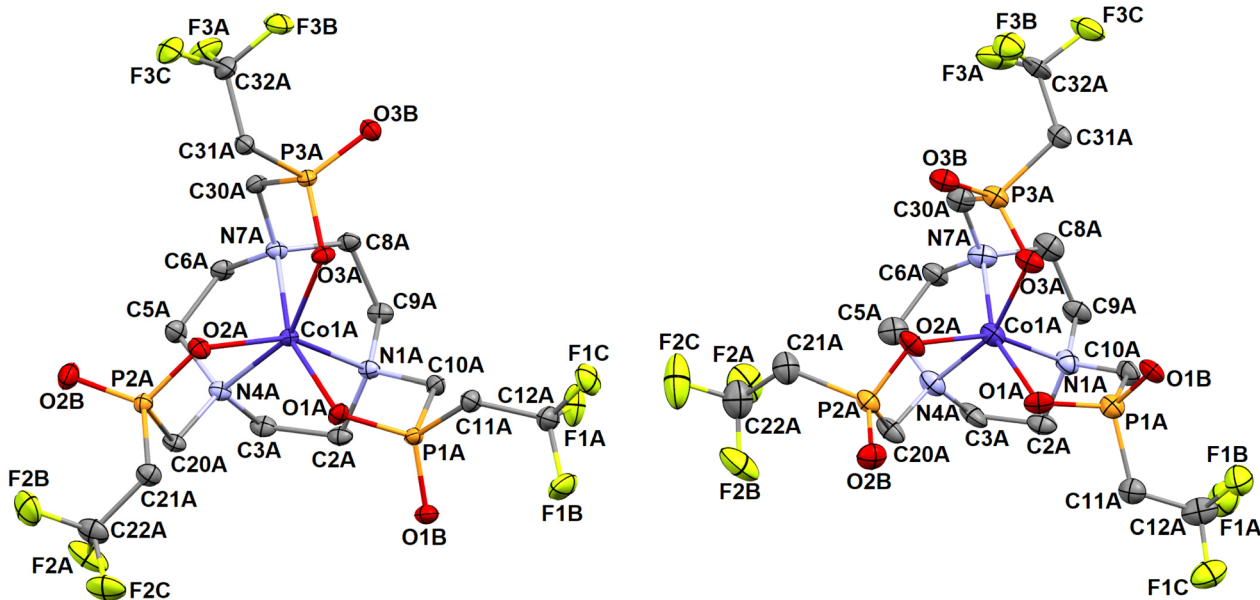 F3A
F3B
F3C
C32A
O3B
C31A
P3A
C30A
N7A
C8A
C6A
O3A
C9A
C5A
O2A
Co1A
N1A
F1C
P2A
C10A
C12A
O2B
N4A
O1A
C11A
F1A
C3A
C2A
P1A
C20A
F1B
F2B
C21A
O1B
C22A
F2A
F2C
F3B
F3C
F3A
C32A
C31A
O3B
P3A
C30A
N7A
C8A
C6A
O3A
C9A
C5A
O2A
Co1A
F2C
F2A
C21A
C10A
O1B
N1A
P2A
N4A
O1A
C22A
P1A
C3A
C2A
C20A
O2B
F1B
F2B
C11A
C12A
F1A
F1C